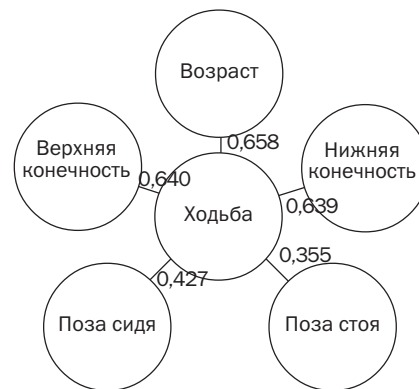 Возраст
0,658
Верхняя
конечность
0,640
Нижняя
конечность
0,639
Ходьба
0,355
0,427
Поза сидя
Поза стоя